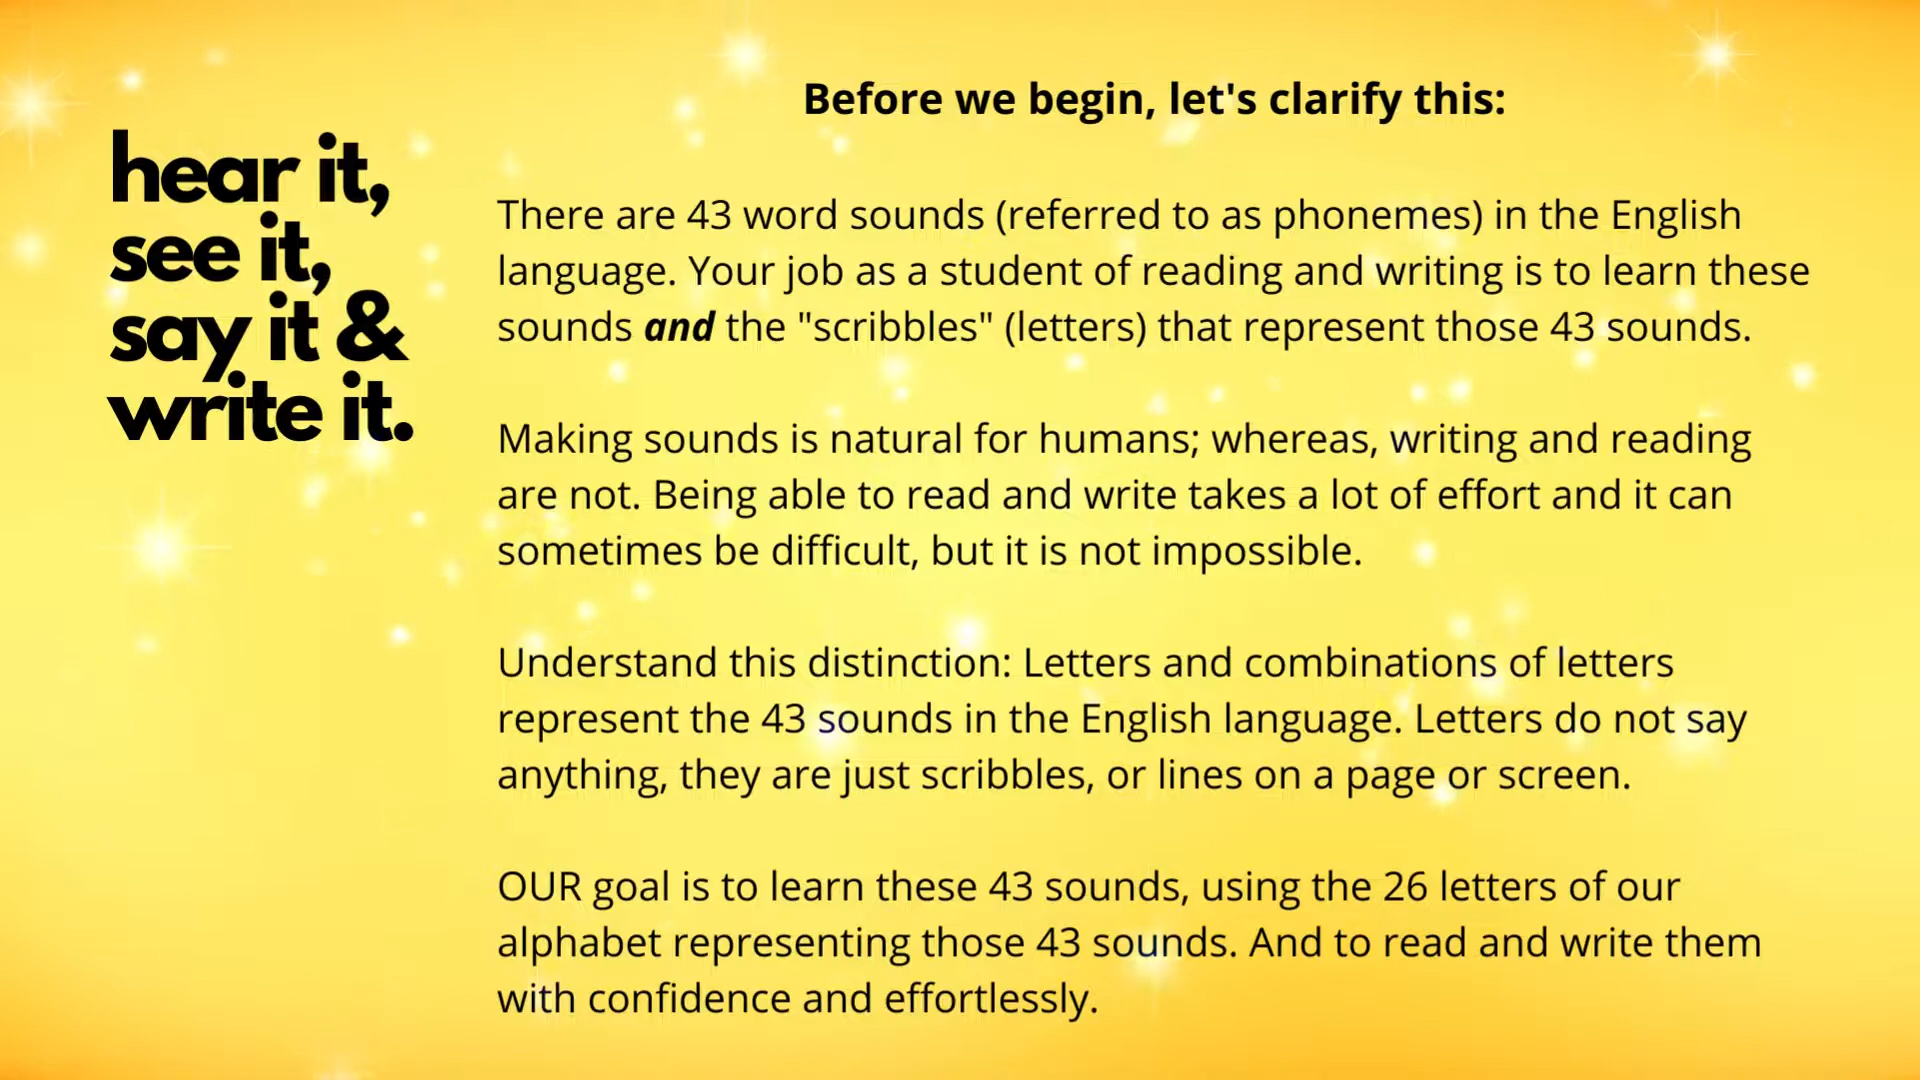 hear it,
see it,
say it &
write it.
Before we begin, let's clarify this:
There are 43 word sounds (referred to as phonemes) in the English
language. Your job as a student of reading and writing is to learn these
sounds and the "scribbles" (letters) that represent those 43 sounds.
Making sounds is natural for humans; whereas, writing and reading
are not. Being able to read and write takes a lot of effort and it can
sometimes be difficult, but it is not impossible.
Understand this distinction: Letters and combinations of letters
represent the 43 sounds in the English language. Letters do not say
anything, they are just scribbles, or lines on a page or screen.
OUR goal is to learn these 43 sounds, using the 26 letters of our
alphabet representing those 43 sounds. And to read and write them
with confidence and effortlessly.